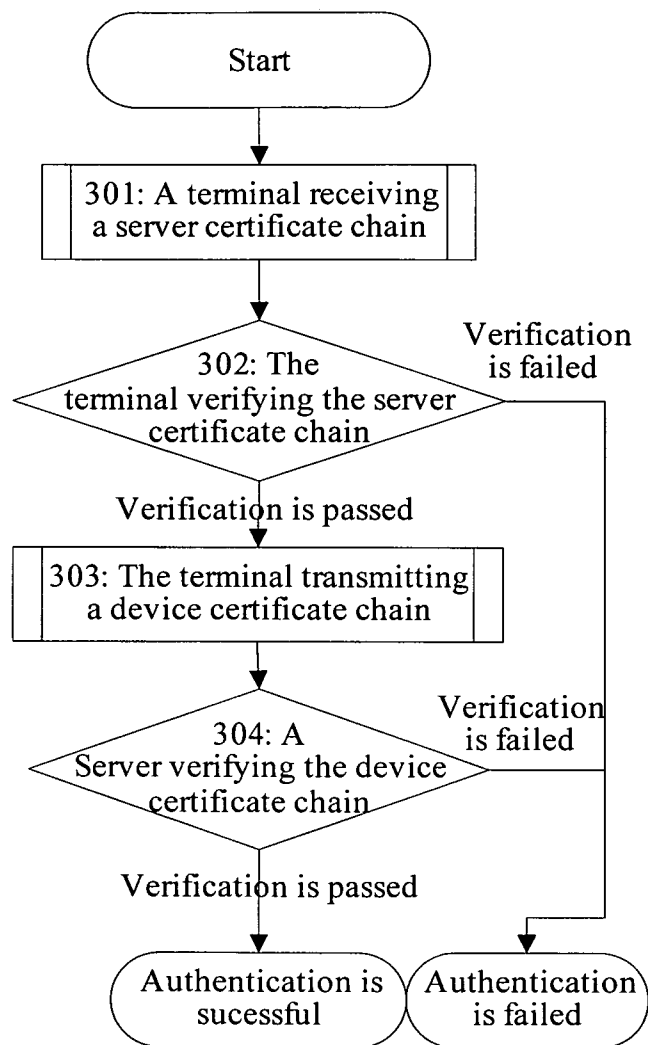 Start
301: A terminal receiving
a server certificate chain
302: The
terminal verifying the server
certificate chain
Verification
is failed
Verification is passed
303: The terminal transmitting
a device certificate chain
304: A
Server verifying the device
certificate chain
Verification
is failed
Verification is passed
Authentication is
sucessful
Authentication
is failed